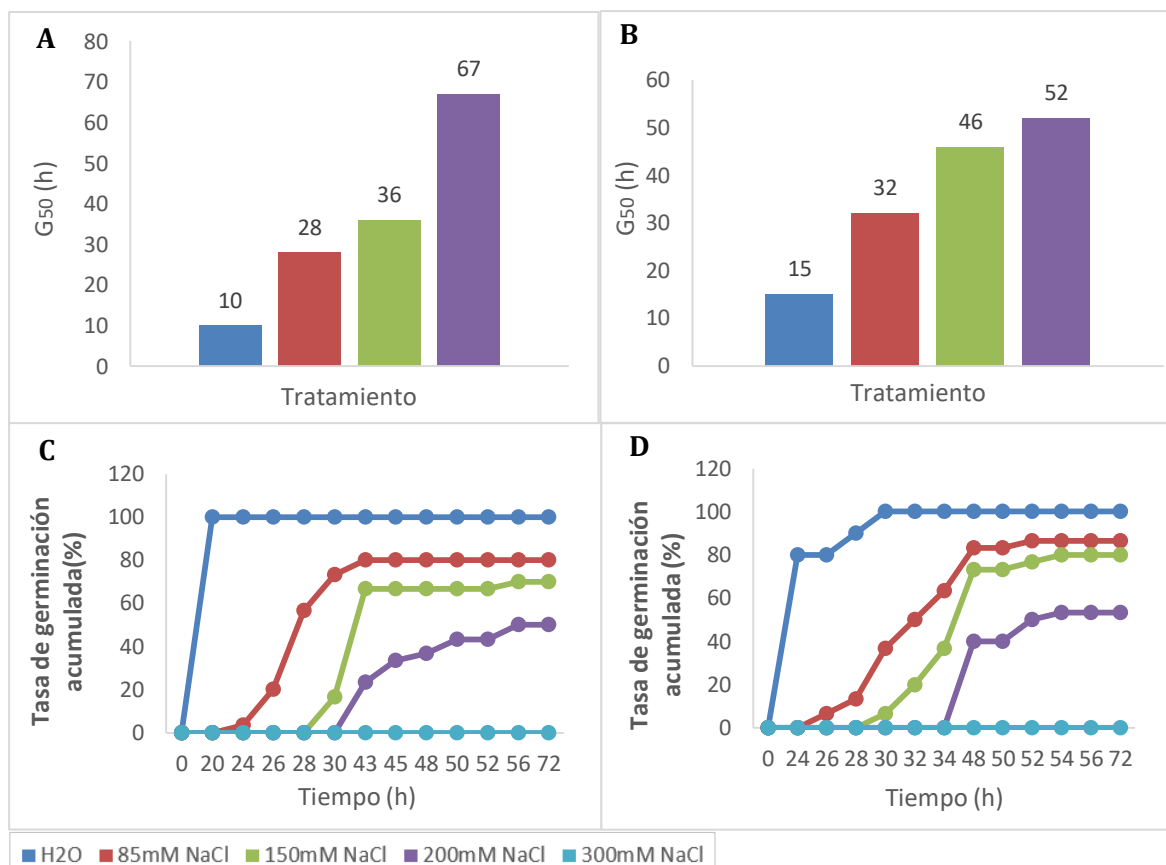 A
80
70
60
50
40
30
20
10
0
G50 (h)
10
28
36
67
Tratamiento
B
60
50
40
30
20
10
0
G50 (h)
15
32
46
52
Tratamiento
C
120
100
80
60
40
20
0
Tasa de germinación
acumulada(%)
0 20 24 26 28 30 43 45 48 50 52 56 72
Tiempo (h)
D
120
100
80
60
40
20
0
Tasa de germinación
acumulada(%)
0 24 26 28 30 32 34 48 50 52 54 56 72
Tiempo (h)
H2O 85mM NaCl 150mM NaCl 200mM NaCl 300mM NaCl